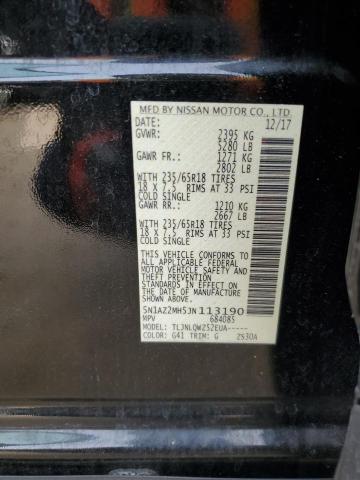 MFD BY NISSAN MOTOR CO., LTD.
DATE: 12/17
GVWR: 2395 KG
5280 LB
GAWR FR.: 1271 KG
2802 LB
WITH 235/65R18 TIRES
18 X 7.5 RIMS AT 33 PSI
COLD SINGLE
GAWR RR.: 1210 KG
2667 LB
WITH 235/65R18 TIRES
18 X 7.5 RIMS AT 33 PSI
COLD SINGLE
THIS VEHICLE CONFORMS TO ALL
APPLICABLE U.S. FEDERAL
MOTOR VEHICLE SAFETY
AND THEFT PREVENTION
STANDARDS IN EFFECT ON THE
DATE OF MANUFACTURE
SHOWN ABOVE.
5N1AZ2MH5JN113190
MPV 684085
MODEL: TLJNLQWZ52EUA-----
COLOR: G41 TRIM: G 2530A